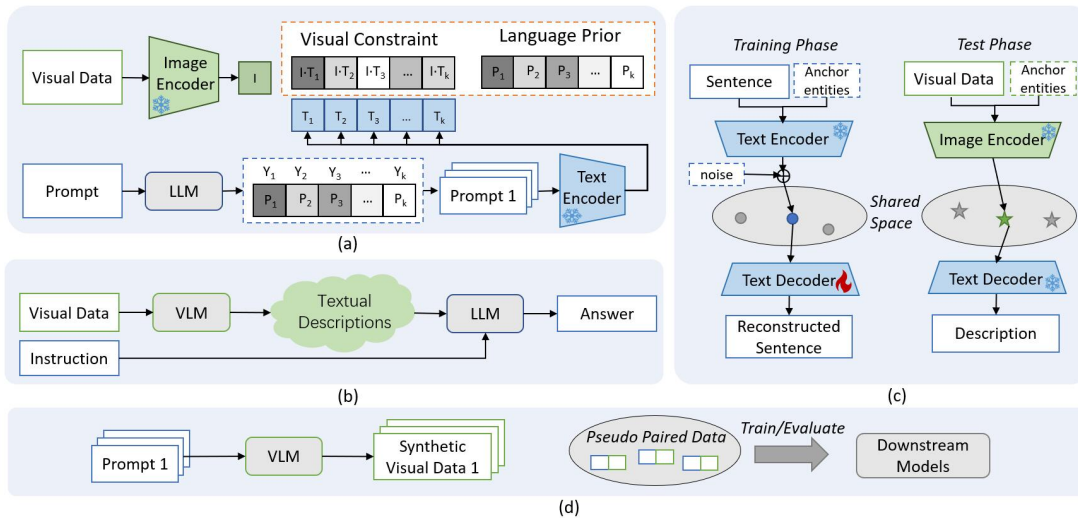 Visual Data
Image
Encoder
I
Visual Constraint
Language Prior
I·T1 I·T2 I·T3 ... I·Tk
P1 P2 P3 ... Pk
T1 T2 T3 ... Tk
Prompt
LLM
Y1 Y2 Y3 ... Yk
P1 P2 P3 ... Pk
Prompt 1
Text
Encoder
(a)
Visual Data
VLM
Textual
Descriptions
LLM
Answer
Instruction
(b)
Training Phase
Sentence
Anchor
entities
Text Encoder
noise
Shared
Space
Text Decoder
Reconstructed
Sentence
Test Phase
Visual Data
Anchor
entities
Image Encoder
Text Decoder
Description
(c)
Prompt 1
VLM
Synthetic
Visual Data 1
Pseudo Paired Data
Train/Evaluate
Downstream
Models
(d)